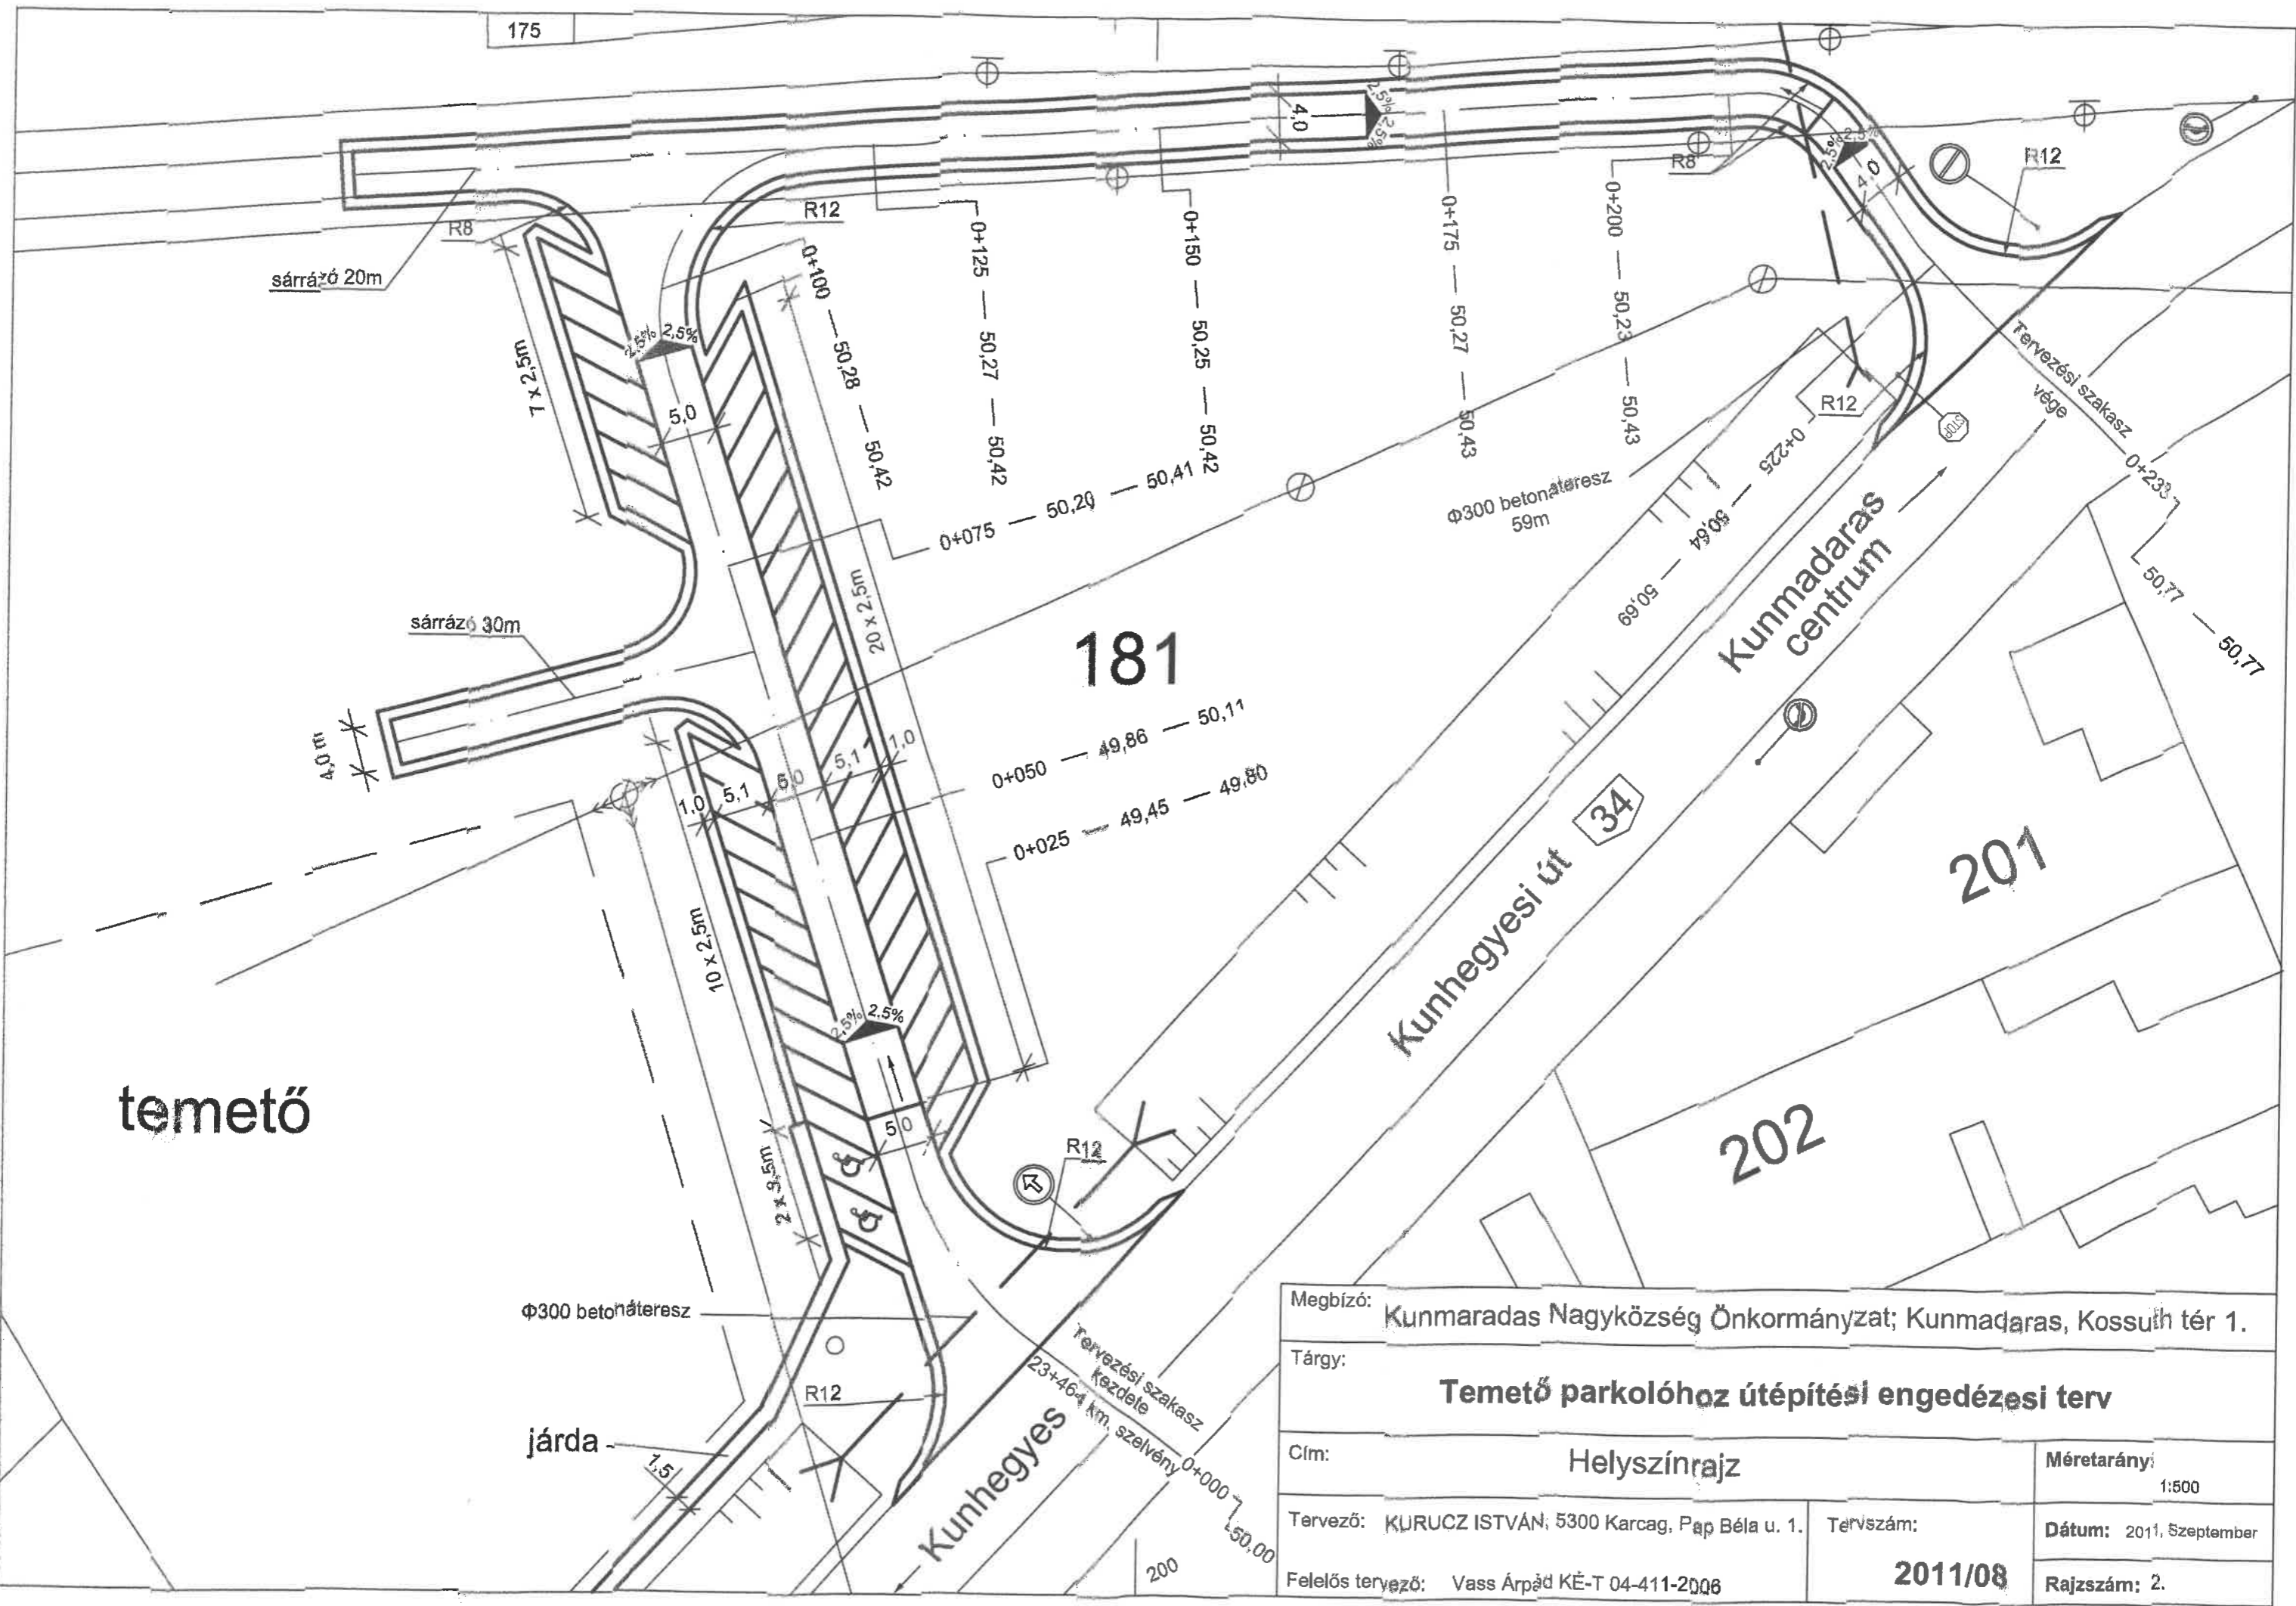 175
4,0
2,5%
2,5%
2,5%
2,5%
4,0
R8
R12
R12
R8
sárrázó 20m
0+100 — 50,28 — 50,42
0+125 — 50,27 — 50,42
0+150 — 50,25 — 50,42
0+175 — 50,27 — 50,43
0+200 — 50,23 — 50,43
7 x 2,5m
2,5%
2,5%
5,0
0+075 — 50,20 — 50,41
Φ300 betonáteresz
59m
R12
0+225 — 50,64 — 50,69
STOP
Tervezési szakasz
vége
0+233
50,77 — 50,77
20 x 2,5m
sárrázó 30m
4,0 m
181
Kunmadaras
centrum
1,0
5,1
5,0
5,1
1,0
0+050 — 49,86 — 50,11
0+025 — 49,45 — 49,80
Kunhegyesi út
34
201
10 x 2,5m
2,5%
2,5%
temető
5,0
2 x 3,5m
R12
202
Φ300 betonáteresz
R12
járda
1,5
Tervezési szakasz
kezdete
23+464 km. szelvény
0+000
50,00
Kunhegyes
200
Megbízó: Kunmaradas Nagyközség Önkormányzat; Kunmadaras, Kossuth tér 1.
Tárgy:
Temető parkolóhoz útépítési engedézesi terv
Cím: Helyszínrajz
Méretarány:
1:500
Tervező: KURUCZ ISTVÁN; 5300 Karcag, Pap Béla u. 1.
Tervszám:
2011/08
Dátum: 2011, Szeptember
Felelős tervező: Vass Árpád KÉ-T 04-411-2006
Rajzszám: 2.